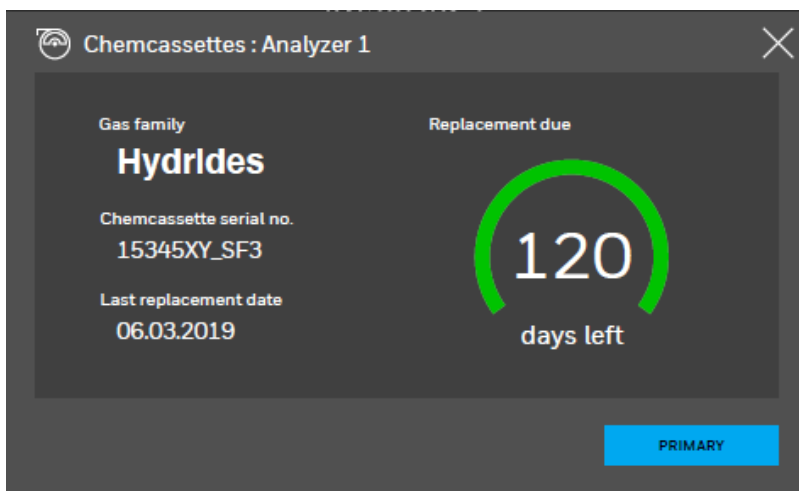 Chemcassettes : Analyzer 1
Gas family
HydrIdes
Chemcassette serial no.
15345XY_SF3
Last replacement date
06.03.2019
Replacement due
120
days left
PRIMARY